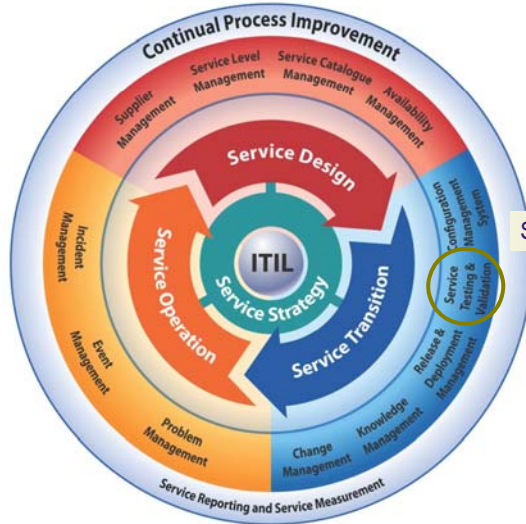 Continual Process Improvement
Supplier
Management
Service Level
Management
Service Catalogue
Management
Availability
Management
Configuration
Management
System
S
Service
Testing &
Validation
Release &
Deployment
Management
Knowledge
Management
Change
Management
Problem
Management
Event
Management
Incident
Management
Service Design
Service Transition
Service Operation
Service Strategy
ITIL
Service Reporting and Service Measurement